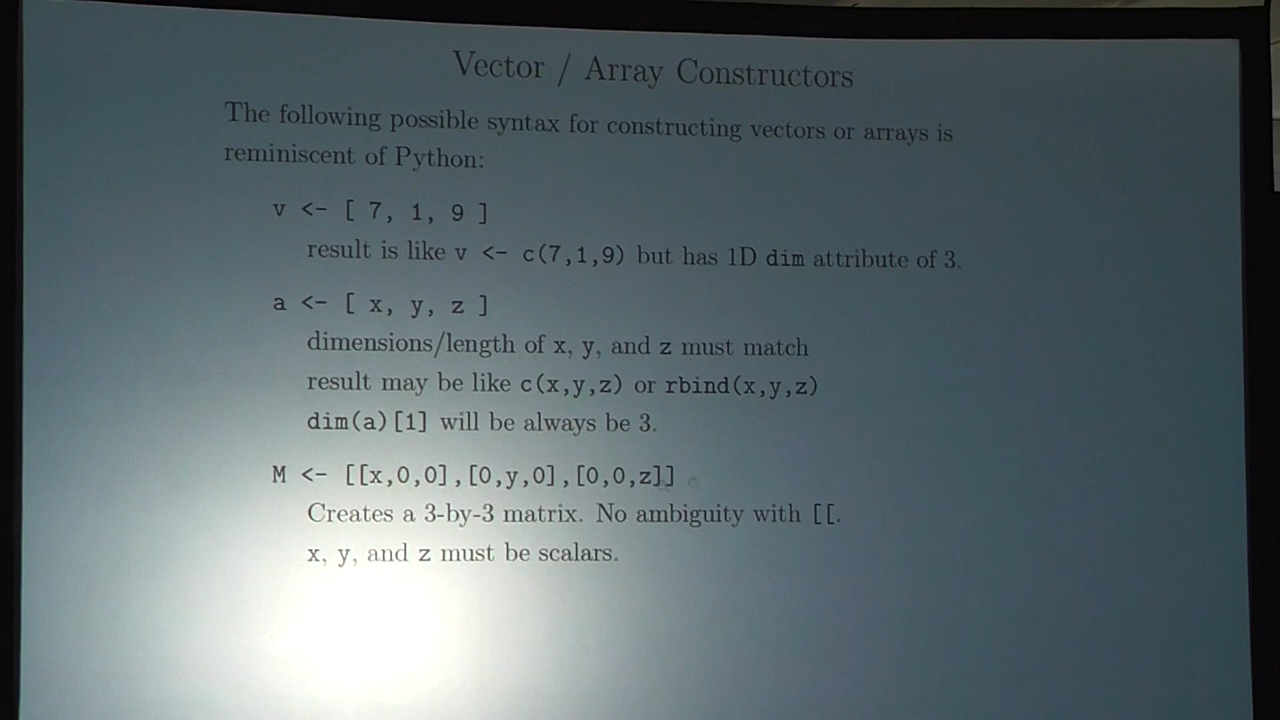 Vector / Array Constructors
The following possible syntax for constructing vectors or arrays is
reminiscent of Python:
v <- [ 7, 1, 9 ]
result is like v <- c(7,1,9) but has 1D dim attribute of 3.
a <- [ x, y, z ]
dimensions/length of x, y, and z must match
result may be like c(x,y,z) or rbind(x,y,z)
dim(a)[1] will be always be 3.
M <- [[x,0,0],[0,y,0],[0,0,z]]
Creates a 3-by-3 matrix. No ambiguity with [[.
x, y, and z must be scalars.